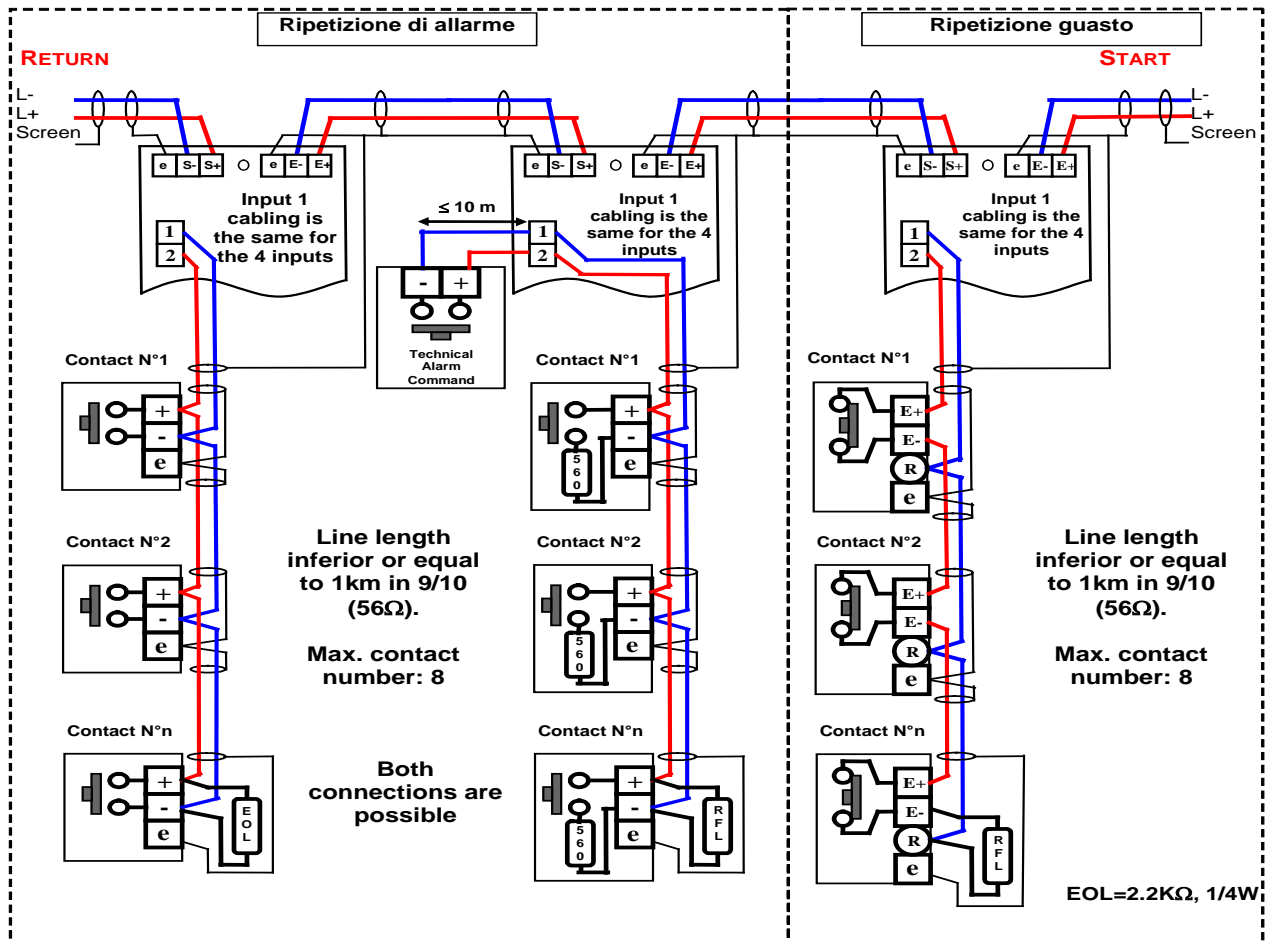 Ripetizione di allarme
Ripetizione guasto
RETURN
START
L-
L+
Screen
L-
L+
Screen
e S- S+
e E- E+
e S- S+
e E- E+
e S- S+
e E- E+
Input 1
cabling is
the same for
the 4 inputs
1
2
≤ 10 m
Input 1
cabling is the
same for the 4
inputs
1
2
- +
Technical
Alarm
Command
Input 1
cabling is the
same for the 4
inputs
1
2
Contact N°1
+
-
e
Contact N°2
+
-
e
Contact N°n
+
-
e
EOL
Line length
inferior or equal
to 1km in 9/10
(56Ω).
Max. contact
number: 8
Both
connections are
possible
Contact N°1
+
-
e
560
Contact N°2
+
-
e
560
Contact N°n
+
-
e
560
RFL
Contact N°1
E+
E-
R
e
Contact N°2
E+
E-
R
e
Contact N°n
E+
E-
R
e
RFL
Line length
inferior or equal
to 1km in 9/10
(56Ω).
Max. contact
number: 8
EOL=2.2KΩ, 1/4W